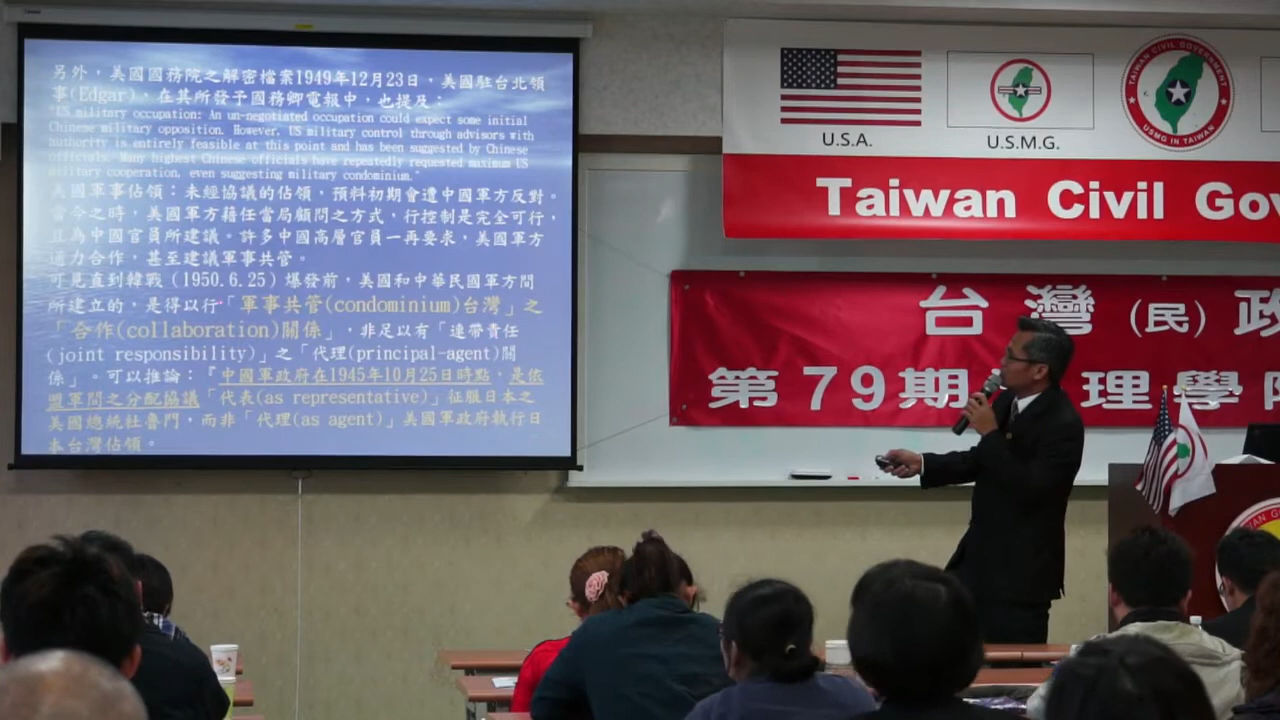 另外，美國國務院之解密檔案1949年12月23日，美國駐台北領
事(Edgar)，在其所發予國務卿電報中，也提及：
"US military occupation: An un-negotiated occupation could expect some initial
Chinese military opposition. However, US military control through advisors with
authority is entirely feasible at this point and has been suggested by Chinese
officials. Many highest Chinese officials have repeatedly requested maximum US
military cooperation, even suggesting military condominium."
美國軍事佔領：未經協議的佔領，預料初期會遭中國軍方反對。
當今之時，美國軍方藉任當局顧問之方式，行控制是完全可行，
且為中國官員所建議。許多中國高層官員一再要求，美國軍方
通力合作，甚至建議軍事共管。
可見直到韓戰（1950.6.25）爆發前，美國和中華民國軍方間
所建立的，是得以行「軍事共管(condominium)台灣」之
「合作(collaboration)關係」，非足以有「連帶責任
(joint responsibility)」之「代理(principal-agent)關
係」。可以推論：『中國軍政府在1945年10月25日時點，是依
盟軍間之分配協議「代表(as representative)」征服日本之
美國總統杜魯門，而非「代理(as agent)」美國軍政府執行日
本台灣佔領。
U.S.A.
U.S.M.G.
TAIWAN CIVIL GOVERNMENT
USMG IN TAIWAN
Taiwan Civil Gov
台灣(民)政
第79期 理學